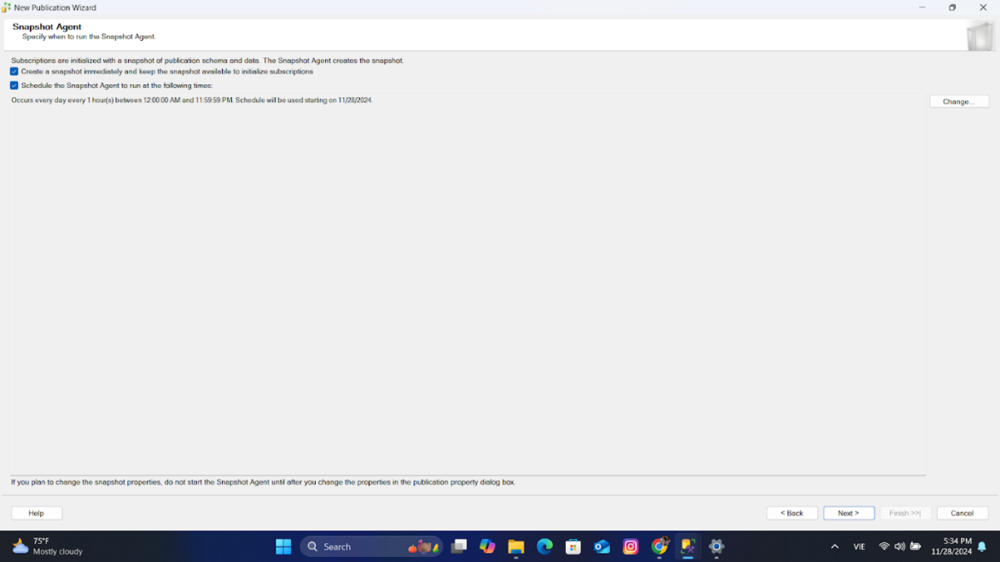 New Publication Wizard
Snapshot Agent
Specify when to run the Snapshot Agent.
Subscriptions are initialized with a snapshot of publication schema and data. The Snapshot Agent creates the snapshot.
Create a snapshot immediately and keep the snapshot available to initialize subscriptions
Schedule the Snapshot Agent to run at the following times:
Occurs every day every 1 hour(s) between 12:00:00 AM and 11:59:59 PM. Schedule will be used starting on 11/28/2024.
Change...
If you plan to change the snapshot properties, do not start the Snapshot Agent until after you change the properties in the publication property dialog box.
Help
< Back
Next >
Finish >>|
Cancel
75°F
Mostly cloudy
Search
VIE
5:34 PM
11/28/2024